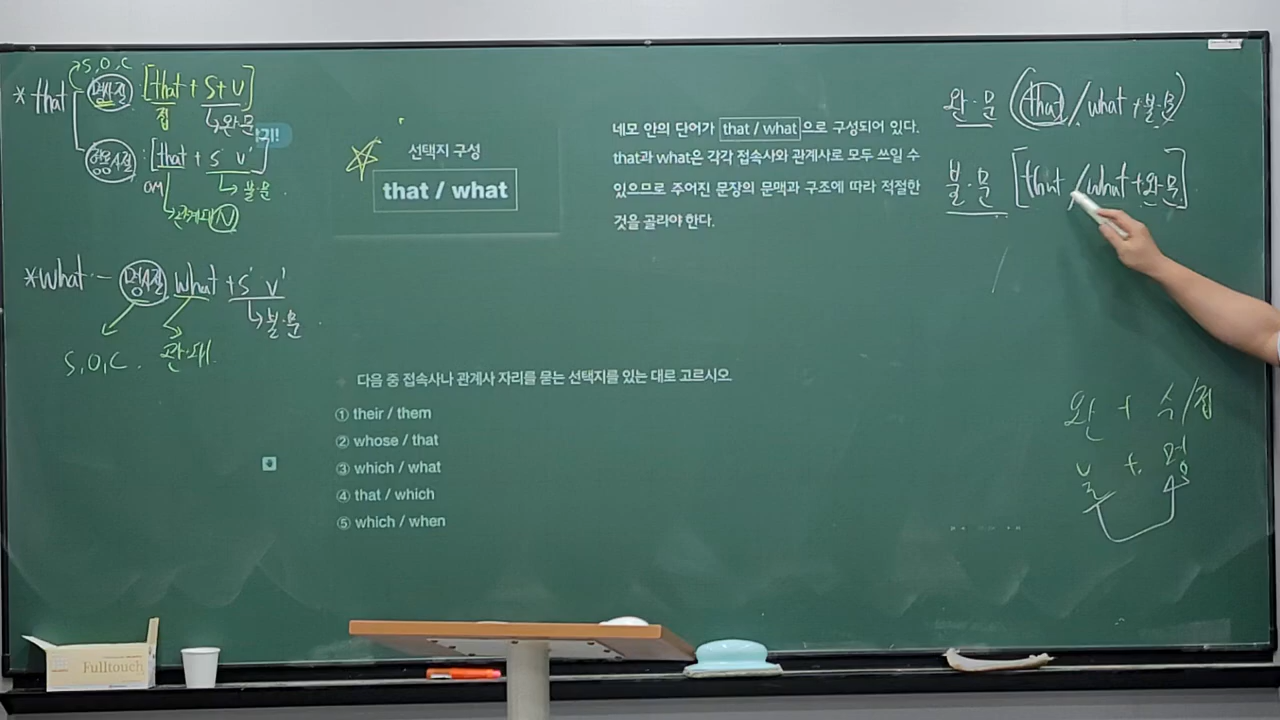 S, O, C
* that 명사절 [that + S + V]
접 ↳완·문
형용사절 : [that + s' v']
↳불·문.
↳관계대N
*what - 명사절 what + s' v'
↳불·문.
S, O, C. 관·대.
선택지 구성
that / what
네모 안의 단어가 that / what 으로 구성되어 있다.
that과 what은 각각 접속사와 관계사로 모두 쓰일 수
있으므로 주어진 문장의 문맥과 구조에 따라 적절한
것을 골라야 한다.
다음 중 접속사나 관계사 자리를 묻는 선택지를 있는 대로 고르시오.
① their / them
② whose / that
③ which / what
④ that / which
⑤ which / when
완·문 (that / what + 불·문)
불·문 [that / what + 완·문]
완 + 수/접
불 + 명
Fulltouch